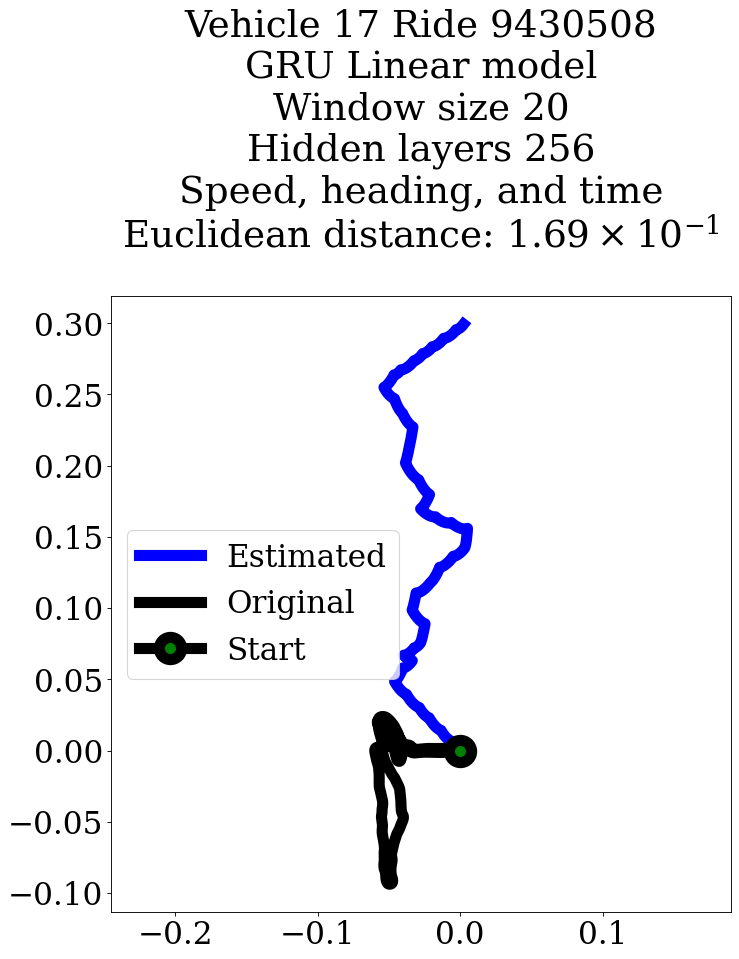 Vehicle 17 Ride 9430508
GRU Linear model
Window size 20
Hidden layers 256
Speed, heading, and time
Euclidean distance: 1.69 × 10⁻¹
0.30
0.25
0.20
0.15
0.10
0.05
0.00
−0.05
−0.10
Estimated
Original
Start
−0.2
−0.1
0.0
0.1